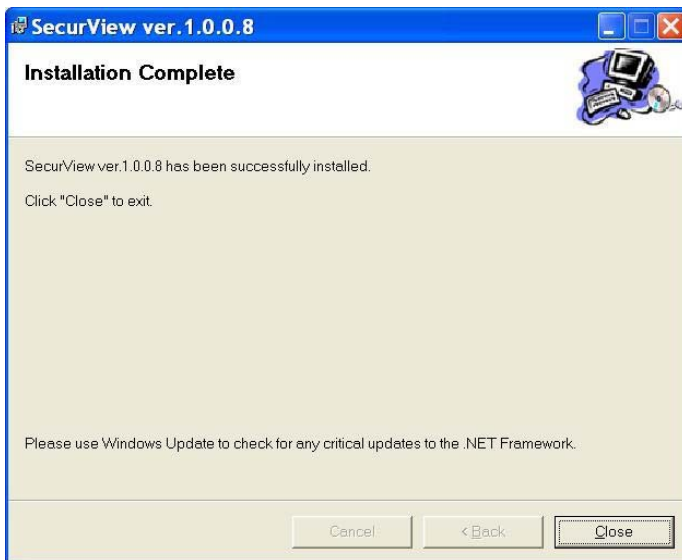 SecurView ver.1.0.0.8
Installation Complete
SecurView ver.1.0.0.8 has been successfully installed.
Click "Close" to exit.
Please use Windows Update to check for any critical updates to the .NET Framework.
Cancel
< Back
Close